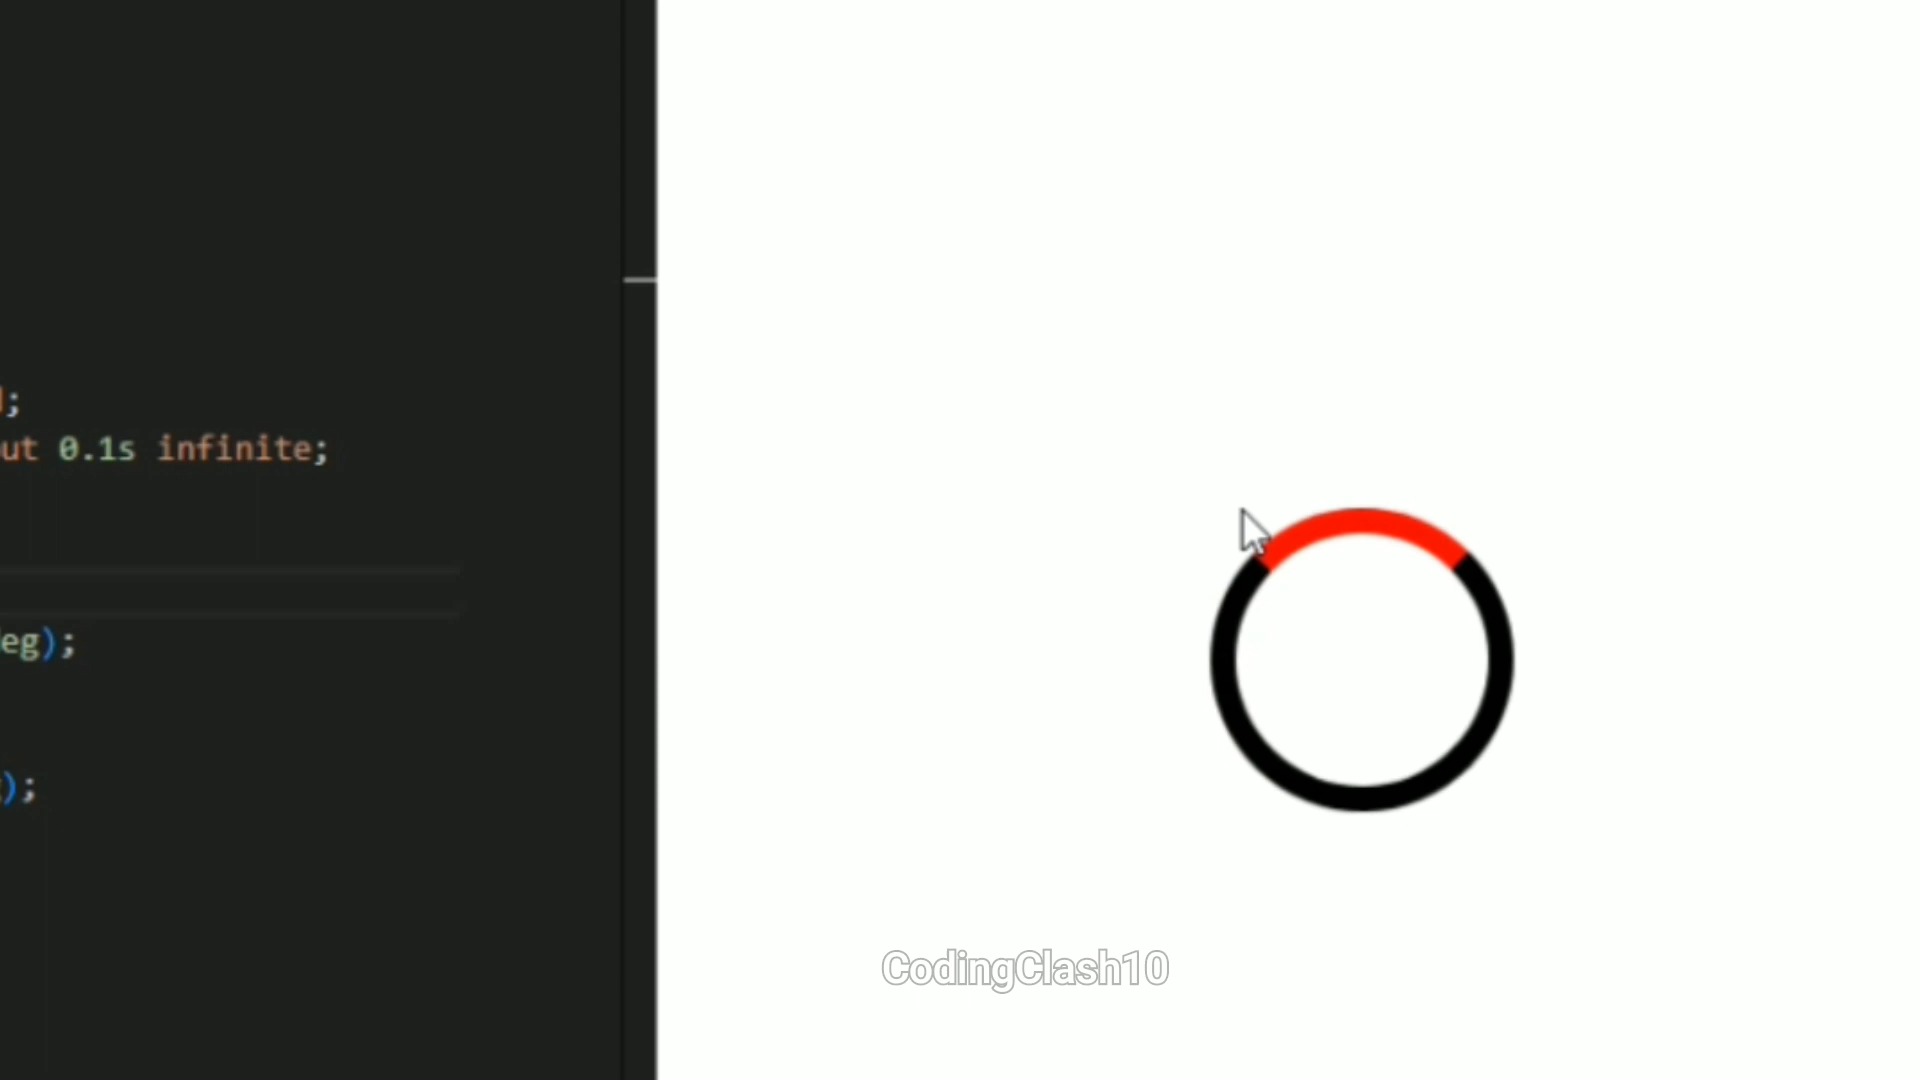 ;
ut 0.1s infinite;
eg);
);
CodingClash10